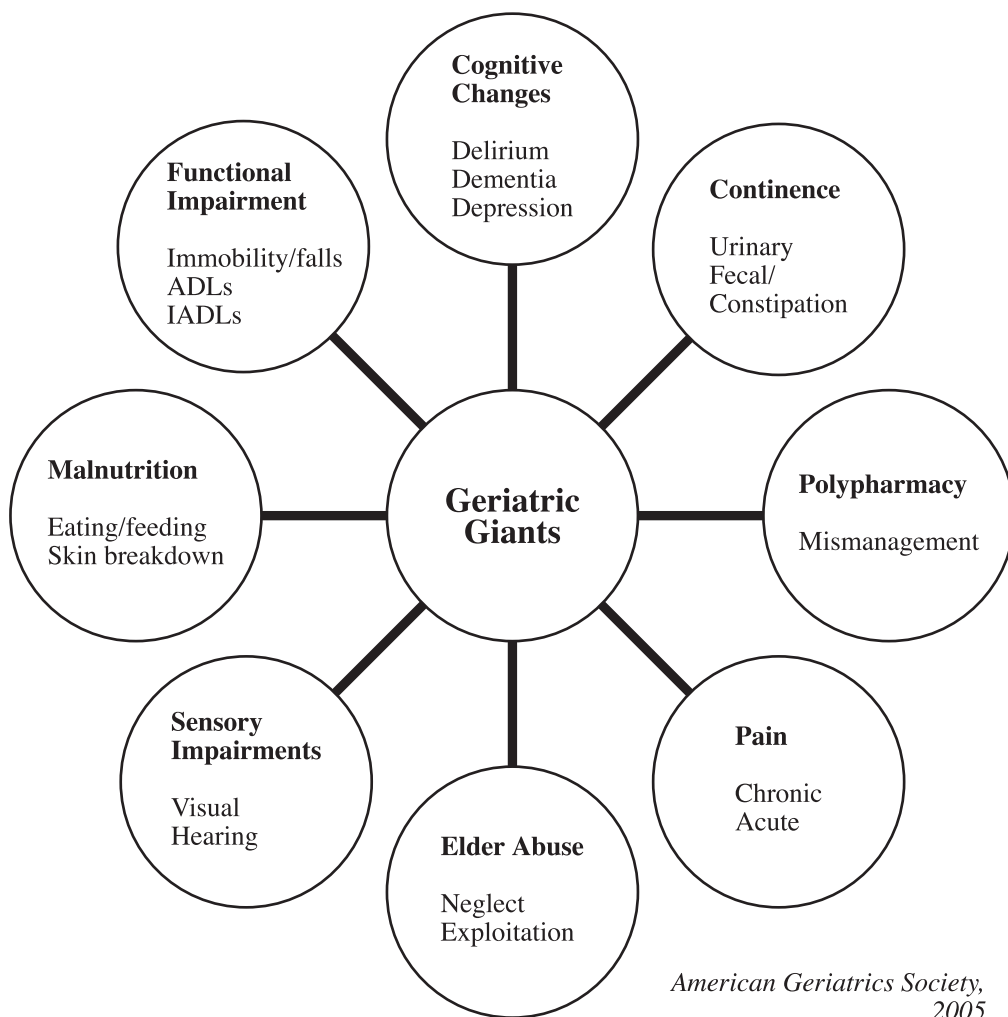 Cognitive
Changes
Delirium
Dementia
Depression
Functional
Impairment
Immobility/falls
ADLs
IADLs
Continence
Urinary
Fecal/
Constipation
Malnutrition
Eating/feeding
Skin breakdown
Geriatric
Giants
Polypharmacy
Mismanagement
Sensory
Impairments
Visual
Hearing
Pain
Chronic
Acute
Elder Abuse
Neglect
Exploitation
American Geriatrics Society,
2005